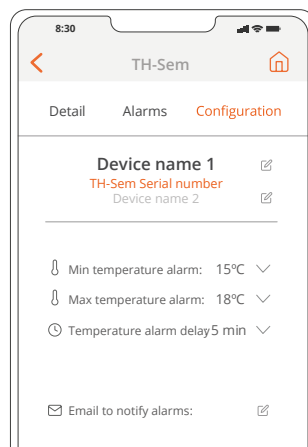 8:30
TH-Sem
Detail Alarms Configuration
Device name 1
TH-Sem Serial number
Device name 2
Min temperature alarm: 15ºC
Max temperature alarm: 18ºC
Temperature alarm delay 5 min
Email to notify alarms: